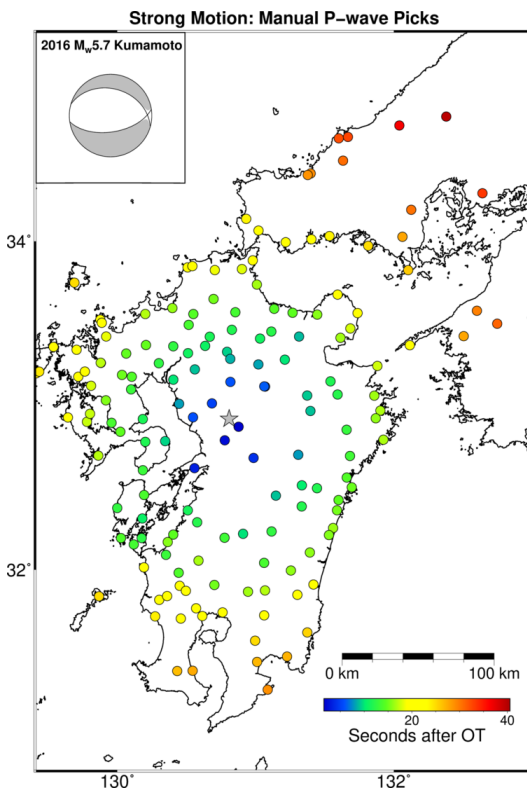 Strong Motion: Manual P-wave Picks
2016 Mw5.7 Kumamoto
34°
32°
0 km 100 km
20 40
Seconds after OT
130° 132°